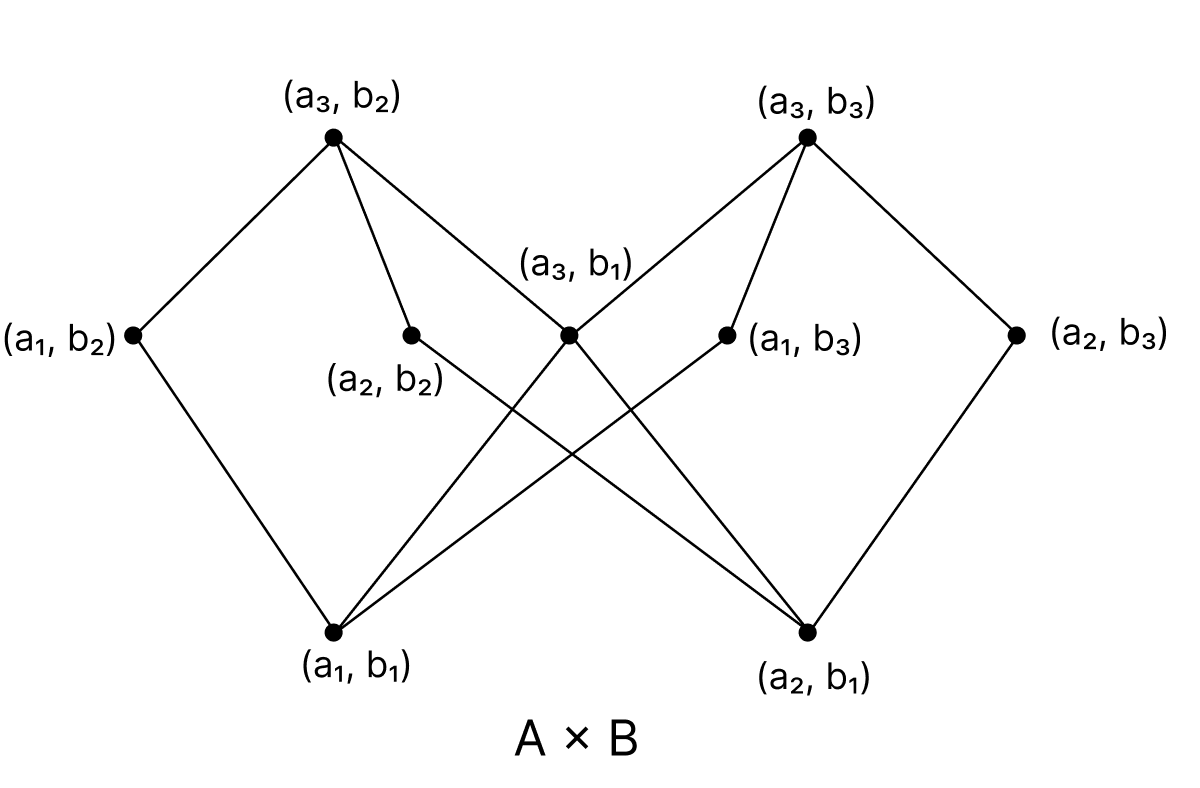 (a₃, b₂)
(a₃, b₃)
(a₃, b₁)
(a₁, b₂)
(a₁, b₃)
(a₂, b₃)
(a₂, b₂)
(a₁, b₁)
(a₂, b₁)
A × B